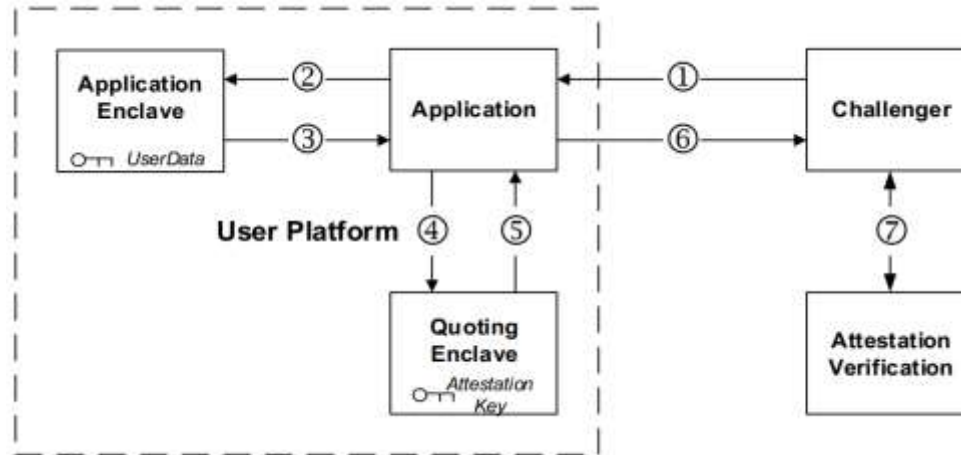 Application
Enclave
UserData
②
③
Application
①
⑥
Challenger
User Platform
④
⑤
⑦
Quoting
Enclave
Attestation
Key
Attestation
Verification